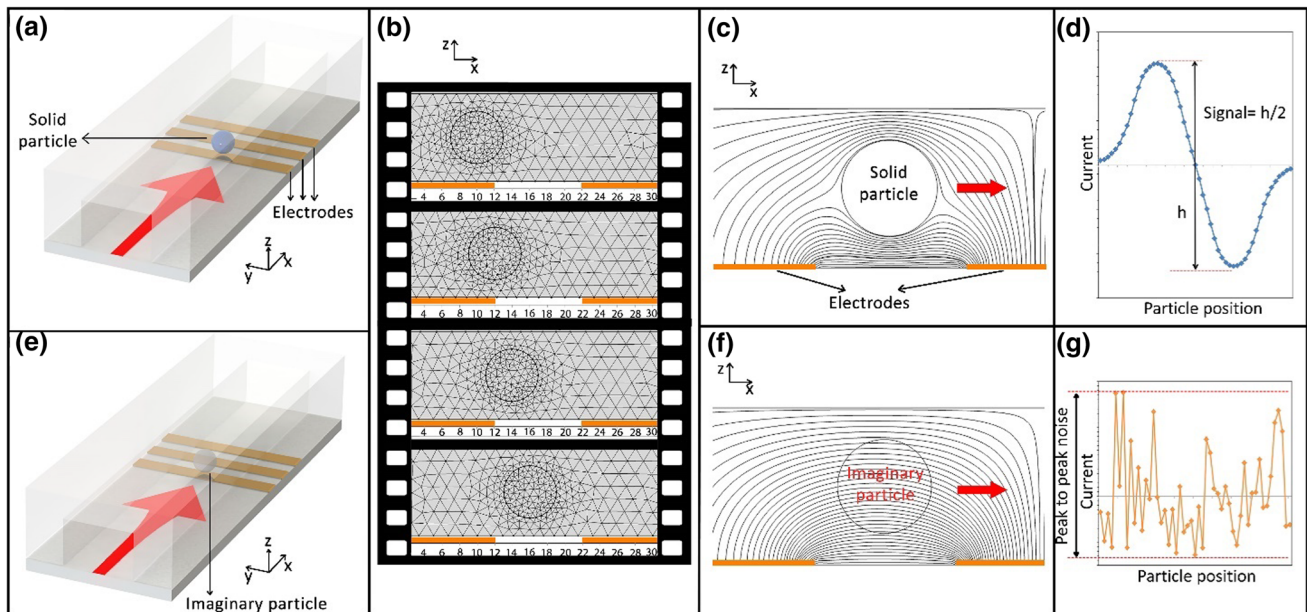 (a)
Solid
particle
Electrodes
z
y
x
(b)
z
x
4 6 8 10 12 14 16 18 20 22 24 26 28 30
4 6 8 10 12 14 16 18 20 22 24 26 28 30
4 6 8 10 12 14 16 18 20 22 24 26 28 30
4 6 8 10 12 14 16 18 20 22 24 26 28 30
(c)
z
x
Solid
particle
Electrodes
(d)
Current
Signal= h/2
h
Particle position
(e)
z
y
x
Imaginary particle
(f)
z
x
Imaginary
particle
(g)
Peak to peak noise
Current
Particle position